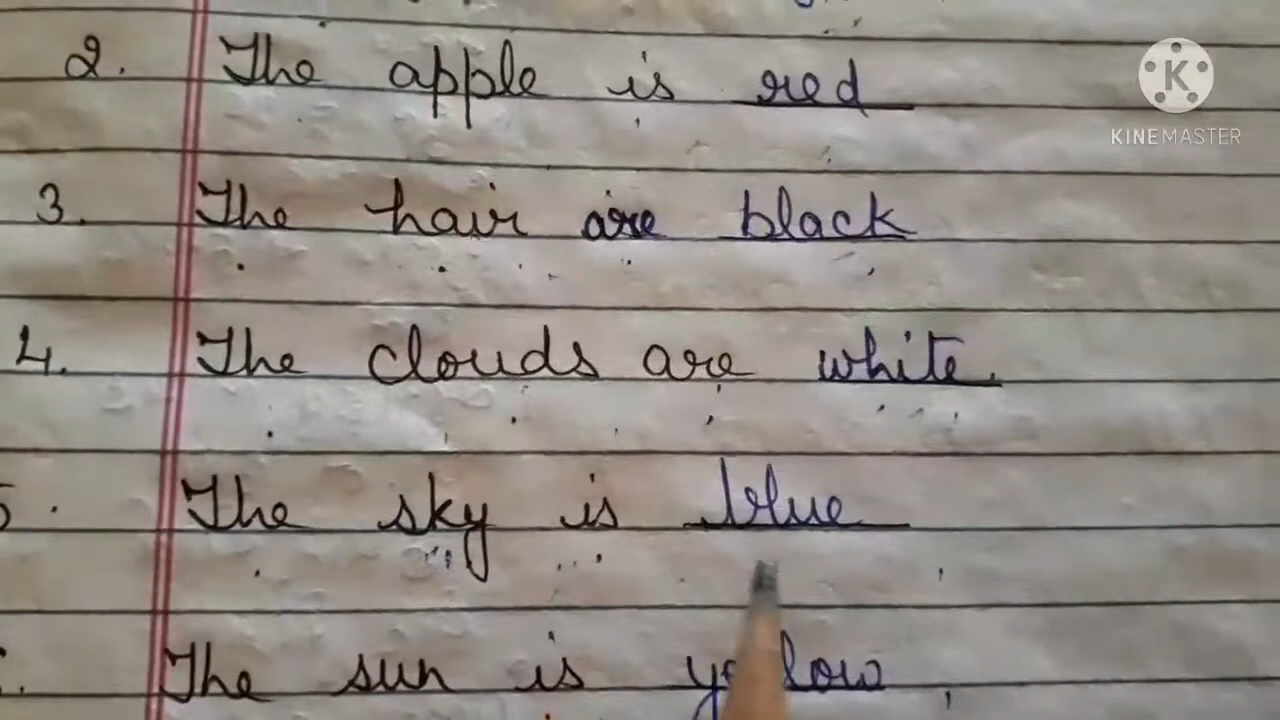 2. The apple is red
KINEMASTER
3. The hair are black
4. The clouds are white.
5. The sky is blue
The sun is